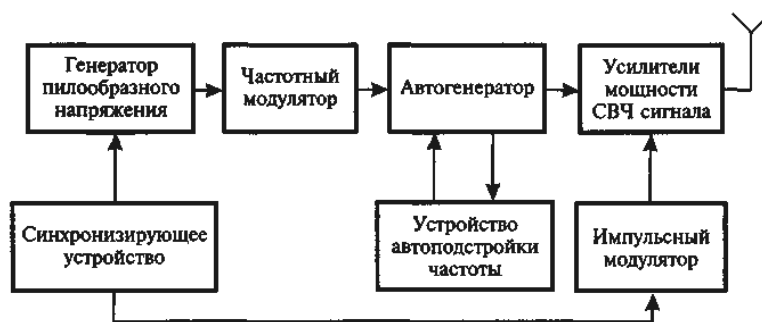 Генератор
пилообразного
напряжения
Частотный
модулятор
Автогенератор
Усилители
мощности
СВЧ сигнала
Синхронизирующее
устройство
Устройство
автоподстройки
частоты
Импульсный
модулятор